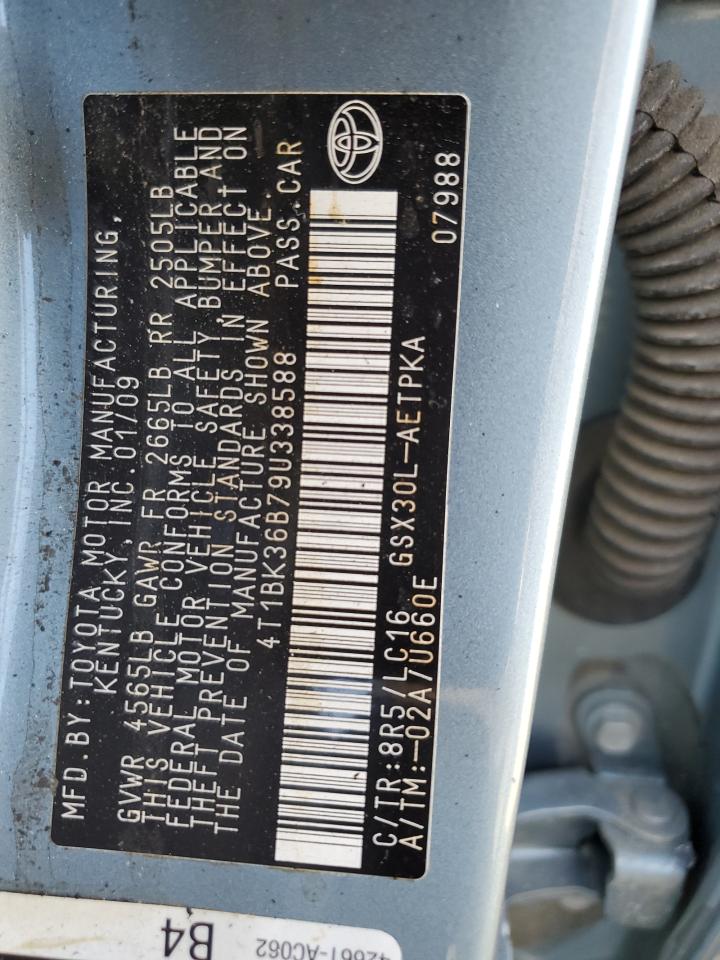 MFD.BY:TOYOTA MOTOR MANUFACTURING,
KENTUCKY,INC.01/09
GVWR 4565LB GAWR FR 2665LB RR 2505LB
THIS VEHICLE CONFORMS TO ALL APPLICABLE
FEDERAL MOTOR VEHICLE SAFETY,BUMPER AND
THEFT PREVENTION STANDARDS IN EFFECT ON
THE DATE OF MANUFACTURE SHOWN ABOVE.
4T1BK36B79U338588 PASS.CAR
C/TR:8R5/LC16 GSX30L-AETPKA
A/TM:-02A/U660E 07988
B4
42661-AC062